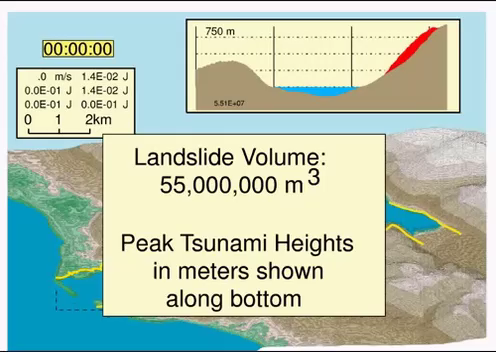 00:00:00
750 m
5.51E+07
.0 m/s 1.4E-02 J
0.0E-01 J 1.4E-02 J
0.0E-01 J 0.0E-01 J
0 1 2km
Landslide Volume:
55,000,000 m3
Peak Tsunami Heights
in meters shown
along bottom